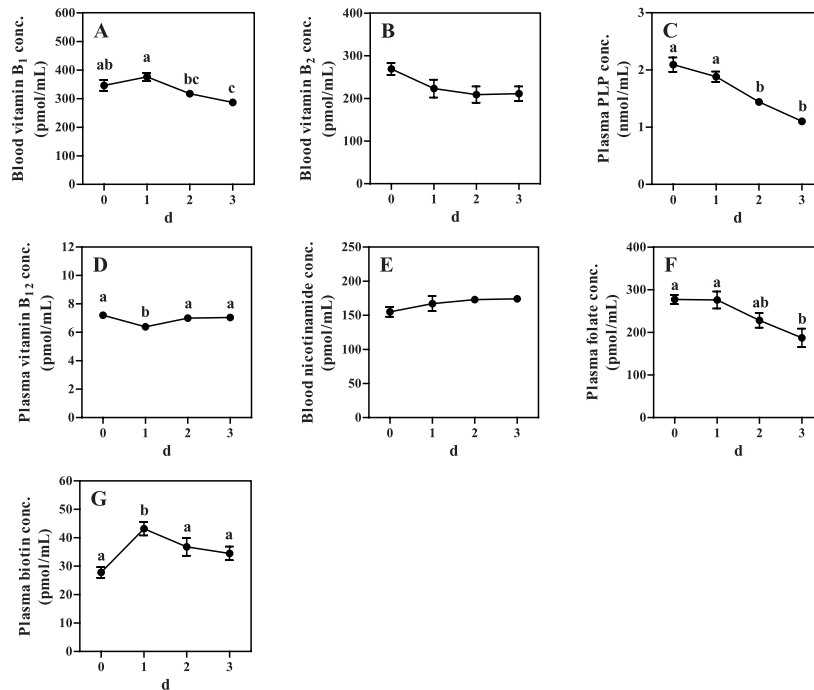 A
Blood vitamin B1 conc.
(pmol/mL)
600
500
400
300
200
100
0
ab
a
bc
c
0 1 2 3
d
B
Blood vitamin B2 conc.
(pmol/mL)
400
300
200
100
0
0 1 2 3
d
C
Plasma PLP conc.
(nmol/mL)
3
2
1
0
a
a
b
b
0 1 2 3
d
D
Plasma vitamin B12 conc.
(pmol/mL)
12
10
8
6
4
2
0
a
b
a
a
0 1 2 3
d
E
Blood nicotinamide conc.
(pmol/mL)
250
200
150
100
50
0
0 1 2 3
d
F
Plasma folate conc.
(pmol/mL)
400
300
200
100
0
a
a
ab
b
0 1 2 3
d
G
Plasma biotin conc.
(pmol/mL)
60
50
40
30
20
10
0
a
b
a
a
0 1 2 3
d